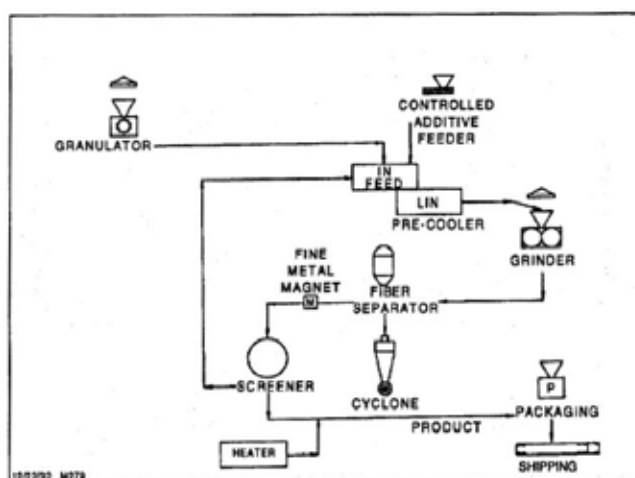 CONTROLLED
ADDITIVE
FEEDER
GRANULATOR
IN
FEED
LIN
PRE-COOLER
GRINDER
FINE
METAL
MAGNET
M
FIBER
SEPARATOR
SCREENER
CYCLONE
P
PACKAGING
PRODUCT
HEATER
SHIPPING